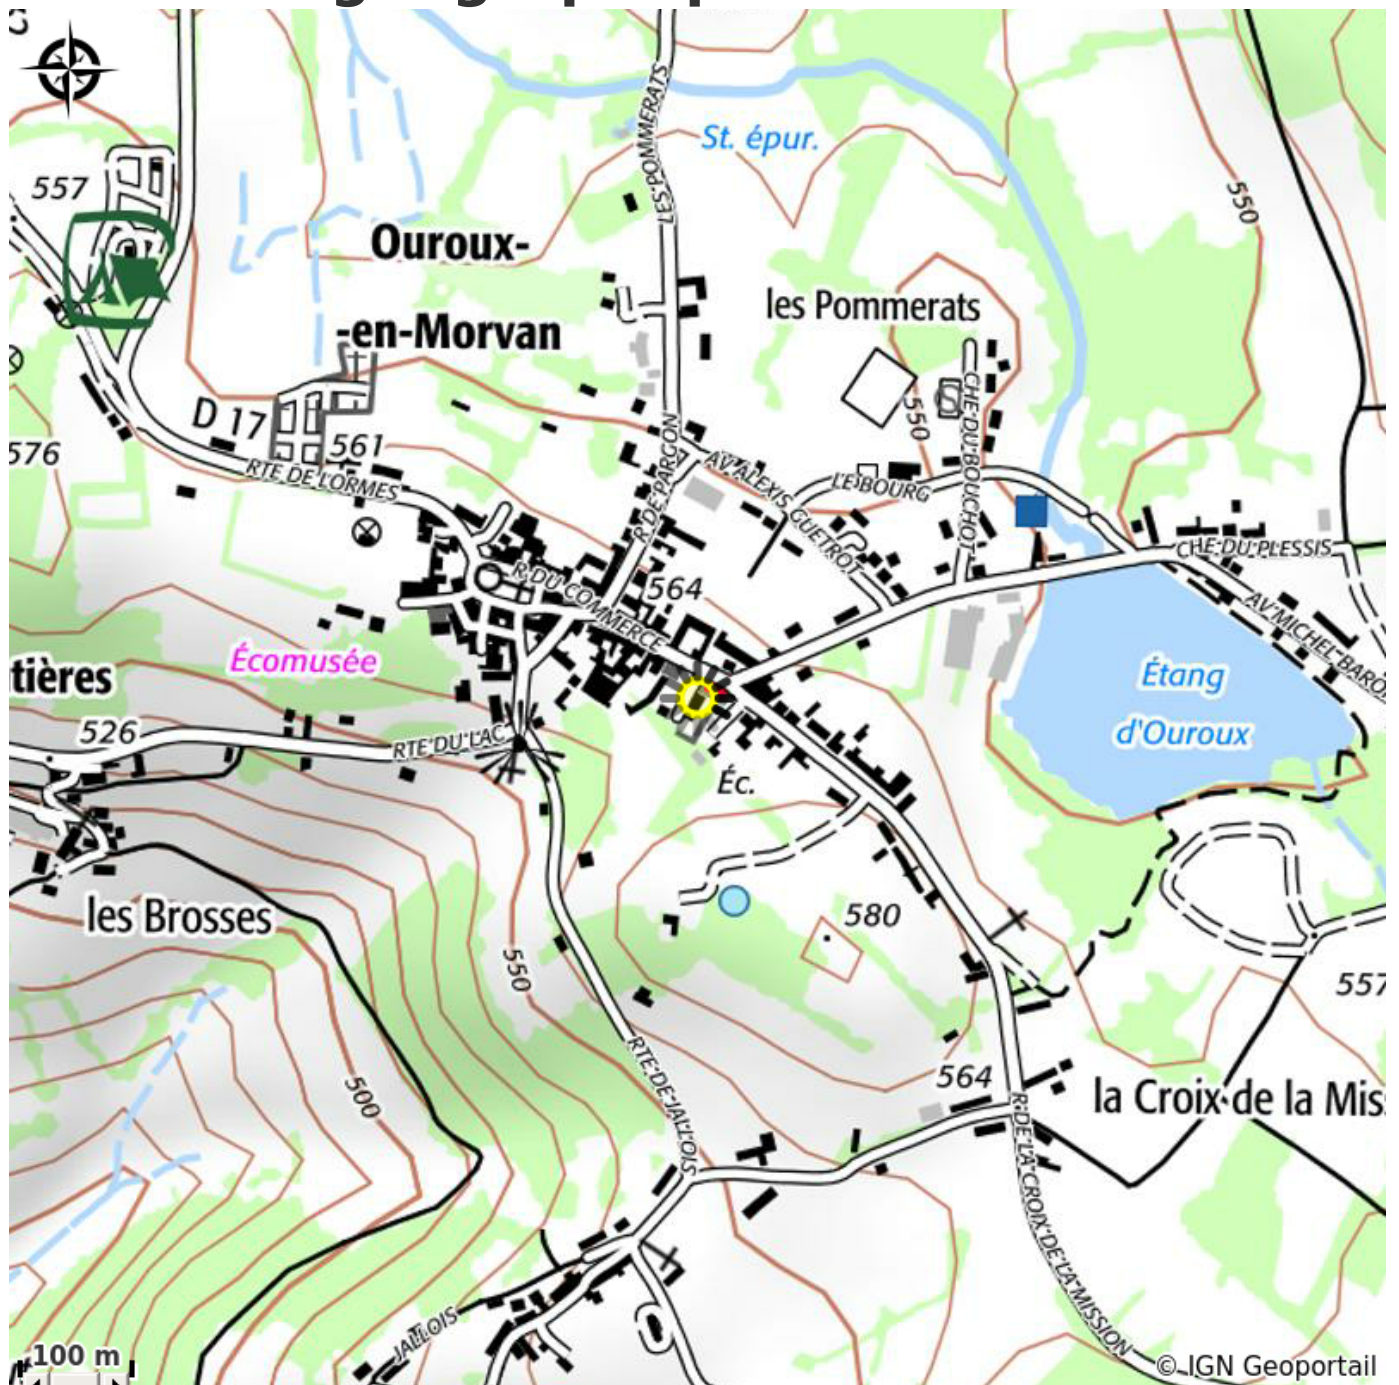 LES POMMERATS
St. épur.
557
550
Ouroux-
-en-Morvan
les Pommerats
D 17
561
576
550
RTE DE L'ORMES
R DE PARGON
AV ALEXIS GUETROT
LE BOURG
CHE DU BOUCHOT
CHE DU PLESSIS
R DU COMMERCE
564
AV MICHEL BARO
Écomusée
tières
Étang
d'Ouroux
526
RTE DU LAC
Éc.
les Brosses
580
550
557
500
RTE DE JALLOIS
564
la Croix de la Mis
R DE LA CROIX DE LA MISSION
JALLOIS
100 m
© IGN Geoportail